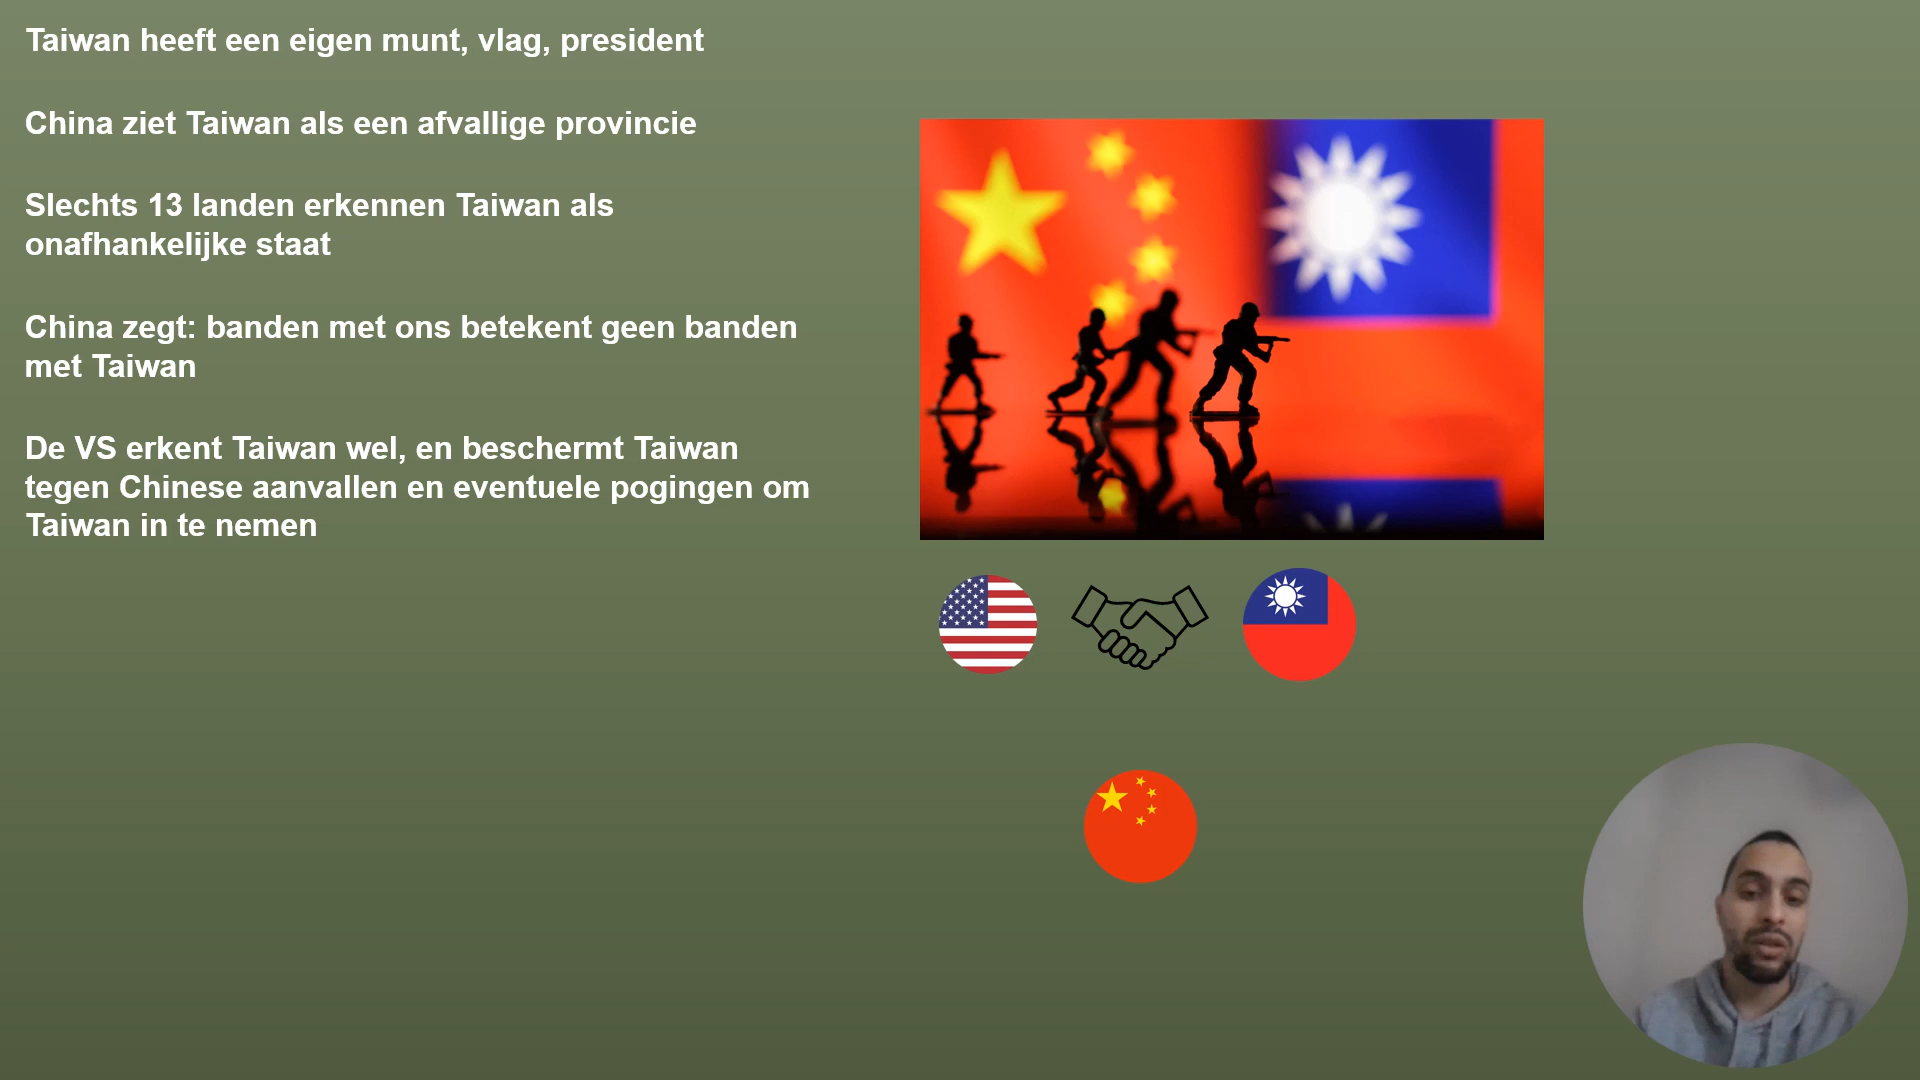 Taiwan heeft een eigen munt, vlag, president
China ziet Taiwan als een afvallige provincie
Slechts 13 landen erkennen Taiwan als
onafhankelijke staat
China zegt: banden met ons betekent geen banden
met Taiwan
De VS erkent Taiwan wel, en beschermt Taiwan
tegen Chinese aanvallen en eventuele pogingen om
Taiwan in te nemen